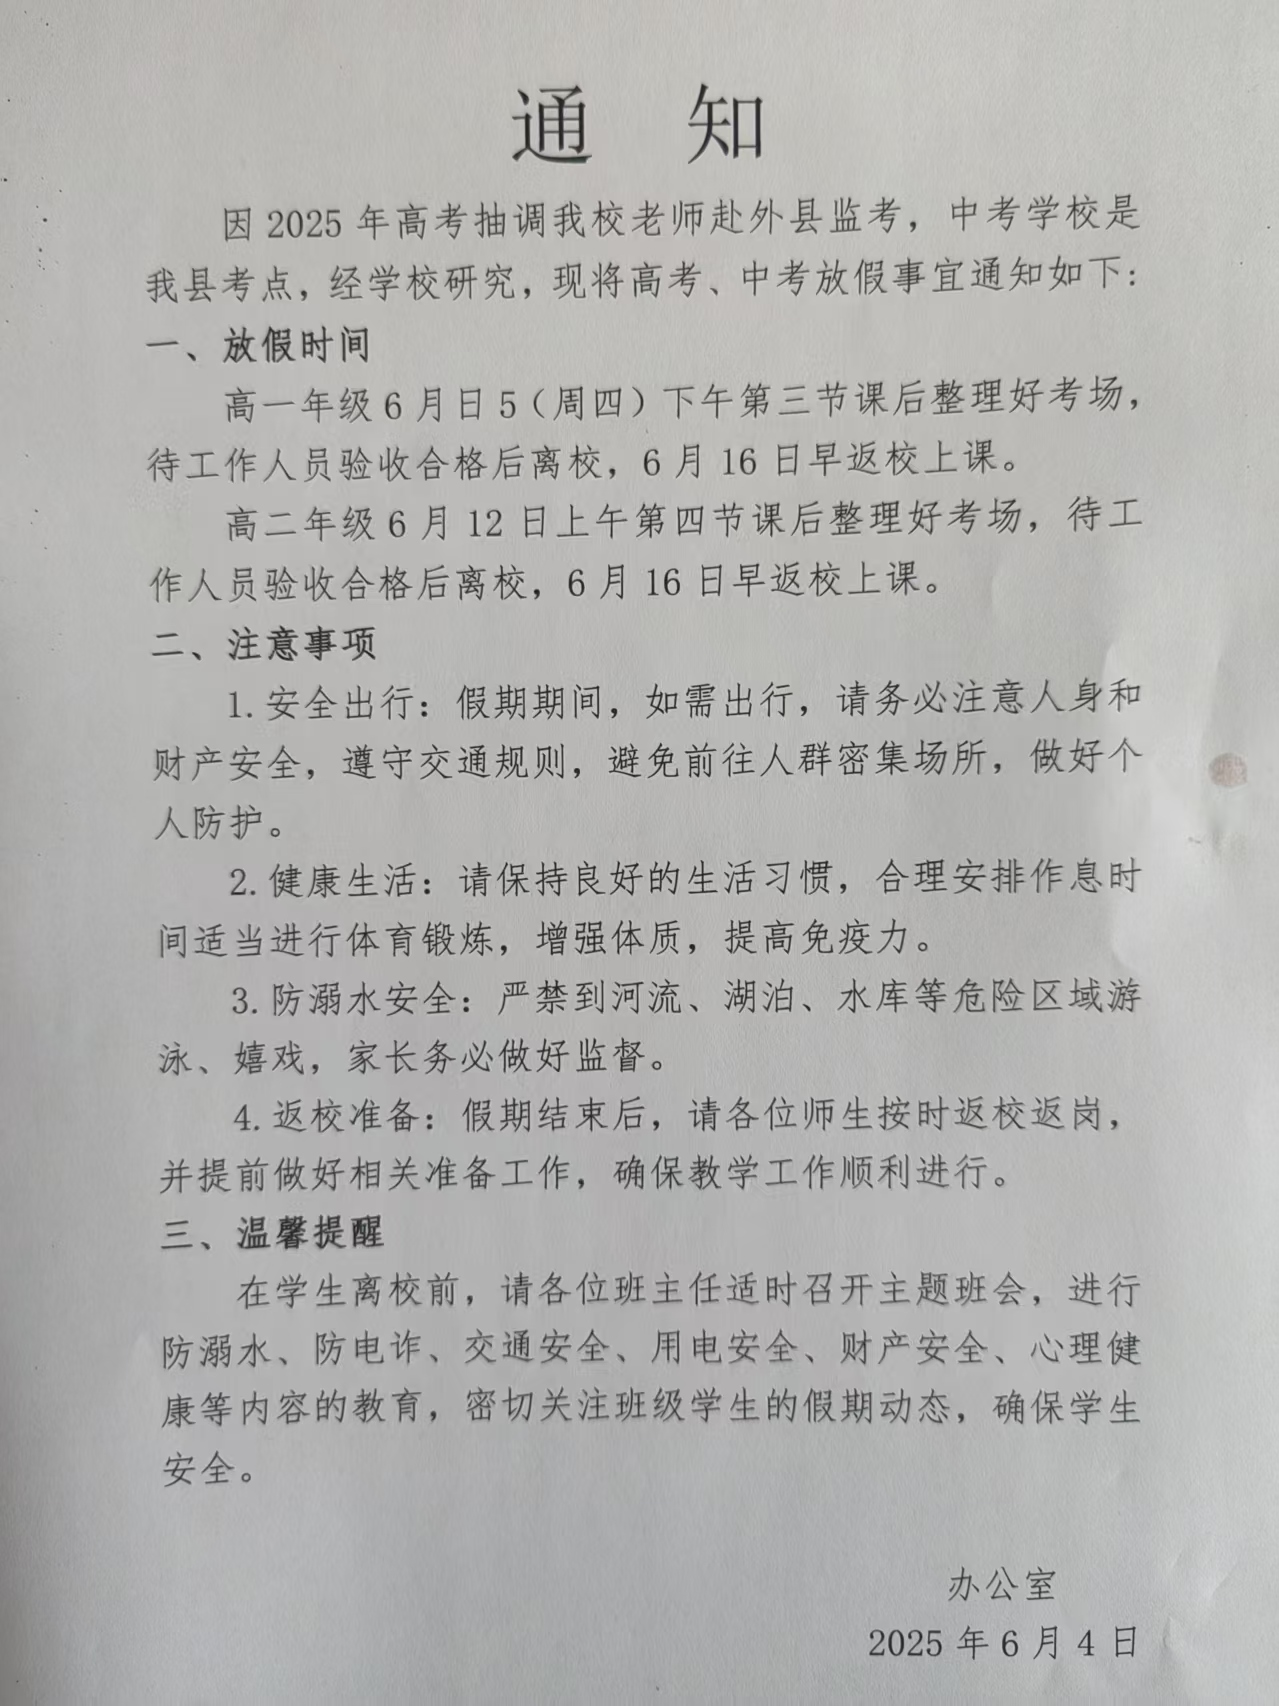 通 知
因 2025 年高考抽调我校老师赴外县监考，中考学校是
我县考点，经学校研究，现将高考、中考放假事宜通知如下：
一、放假时间
高一年级 6 月日 5（周四）下午第三节课后整理好考场，
待工作人员验收合格后离校，6 月 16 日早返校上课。
高二年级 6 月 12 日上午第四节课后整理好考场，待工
作人员验收合格后离校，6 月 16 日早返校上课。
二、注意事项
1. 安全出行：假期期间，如需出行，请务必注意人身和
财产安全，遵守交通规则，避免前往人群密集场所，做好个
人防护。
2. 健康生活：请保持良好的生活习惯，合理安排作息时
间适当进行体育锻炼，增强体质，提高免疫力。
3. 防溺水安全：严禁到河流、湖泊、水库等危险区域游
泳、嬉戏，家长务必做好监督。
4. 返校准备：假期结束后，请各位师生按时返校返岗，
并提前做好相关准备工作，确保教学工作顺利进行。
三、温馨提醒
在学生离校前，请各位班主任适时召开主题班会，进行
防溺水、防电诈、交通安全、用电安全、财产安全、心理健
康等内容的教育，密切关注班级学生的假期动态，确保学生
安全。
办公室
2025 年 6 月 4 日